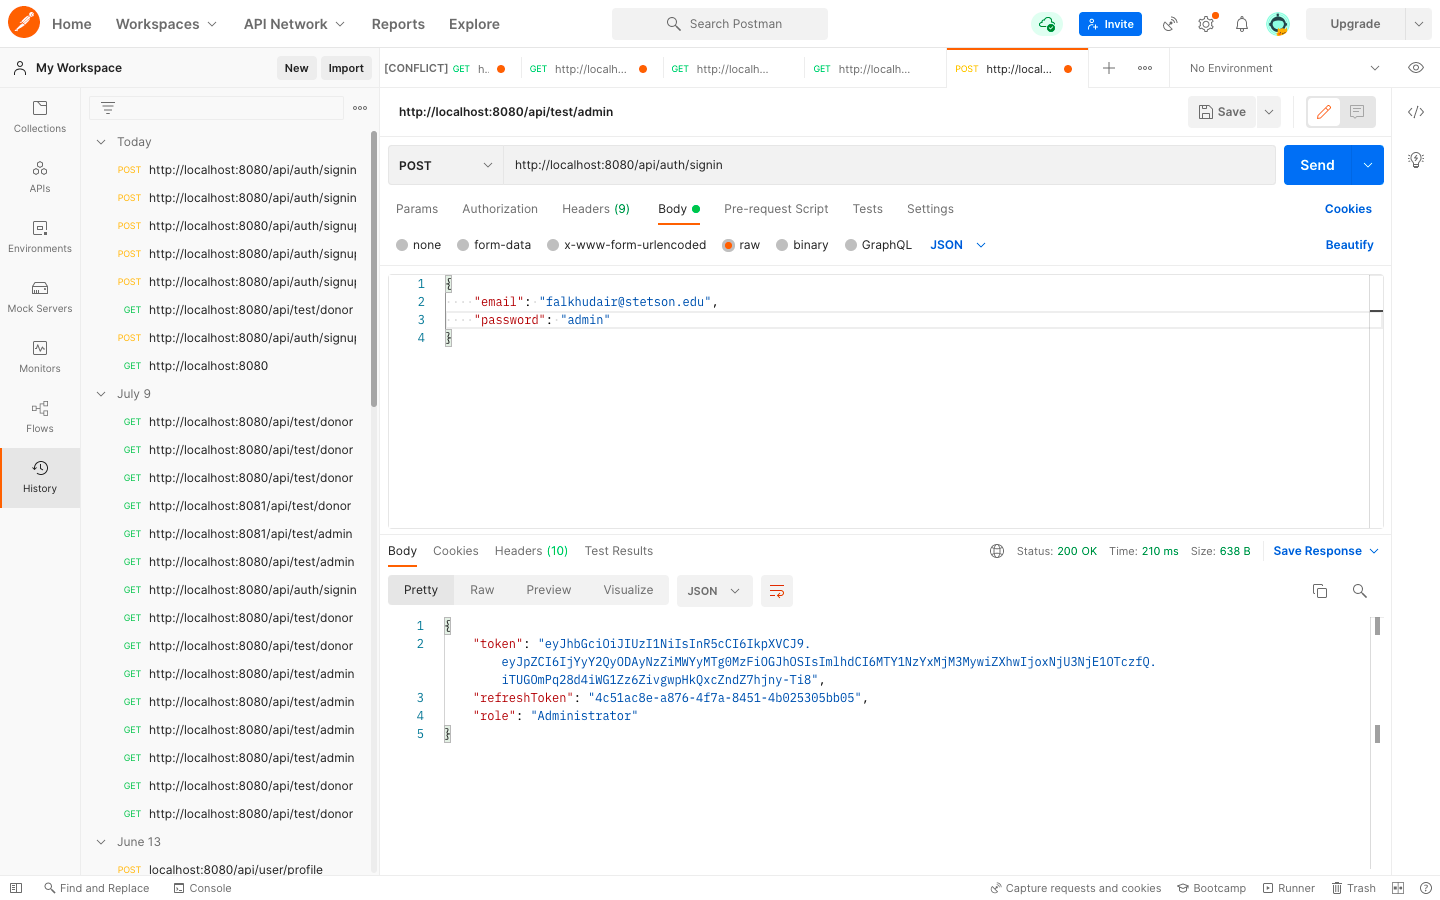 Home
Workspaces
API Network
Reports
Explore
Search Postman
Invite
Upgrade
My Workspace
New
Import
[CONFLICT] GET h..
GET http://localh...
GET http://localh...
GET http://localh...
POST http://local...
No Environment
Collections
APIs
Environments
Mock Servers
Monitors
Flows
History
Today
POST http://localhost:8080/api/auth/signin
POST http://localhost:8080/api/auth/signin
POST http://localhost:8080/api/auth/signup
POST http://localhost:8080/api/auth/signup
POST http://localhost:8080/api/auth/signup
GET http://localhost:8080/api/test/donor
POST http://localhost:8080/api/auth/signup
GET http://localhost:8080
July 9
GET http://localhost:8080/api/test/donor
GET http://localhost:8080/api/test/donor
GET http://localhost:8080/api/test/donor
GET http://localhost:8081/api/test/donor
GET http://localhost:8081/api/test/admin
GET http://localhost:8080/api/test/admin
POST http://localhost:8080/api/auth/signin
GET http://localhost:8080/api/test/donor
GET http://localhost:8080/api/test/donor
GET http://localhost:8080/api/test/admin
GET http://localhost:8080/api/test/admin
GET http://localhost:8080/api/test/admin
GET http://localhost:8080/api/test/admin
GET http://localhost:8080/api/test/donor
GET http://localhost:8080/api/test/donor
June 13
POST localhost:8080/api/user/profile
http://localhost:8080/api/test/admin
Save
POST
http://localhost:8080/api/auth/signin
Send
Params
Authorization
Headers (9)
Body
Pre-request Script
Tests
Settings
Cookies
none
form-data
x-www-form-urlencoded
raw
binary
GraphQL
JSON
Beautify
1 {
2 "email": "falkhudair@stetson.edu",
3 "password": "admin"
4 }
Body
Cookies
Headers (10)
Test Results
Status: 200 OK
Time: 210 ms
Size: 638 B
Save Response
Pretty
Raw
Preview
Visualize
JSON
1 {
2 "token": "eyJhbGciOiJIUzI1NiIsInR5cCI6IkpXVCJ9.
eyJpZCI6IjYyY2QyODAyNzZiMWYyMTg0MzFiOGJhOSIsImlhdCI6MTY1NzYxMjM3MywiZXhwIjoxNjU3NjE1OTczfQ.
iTUGOmPq28d4iWG1Zz6ZivgwpHkQxcZndZ7hjny-Ti8",
3 "refreshToken": "4c51ac8e-a876-4f7a-8451-4b025305bb05",
4 "role": "Administrator"
5 }
Find and Replace
Console
Capture requests and cookies
Bootcamp
Runner
Trash